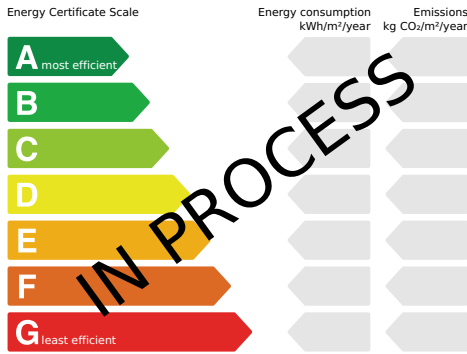 Energy Certificate Scale
Energy consumption
kWh/m²/year
Emissions
kg CO₂/m²/year
A most efficient
B
C
D
E
F
G least efficient
IN PROCESS